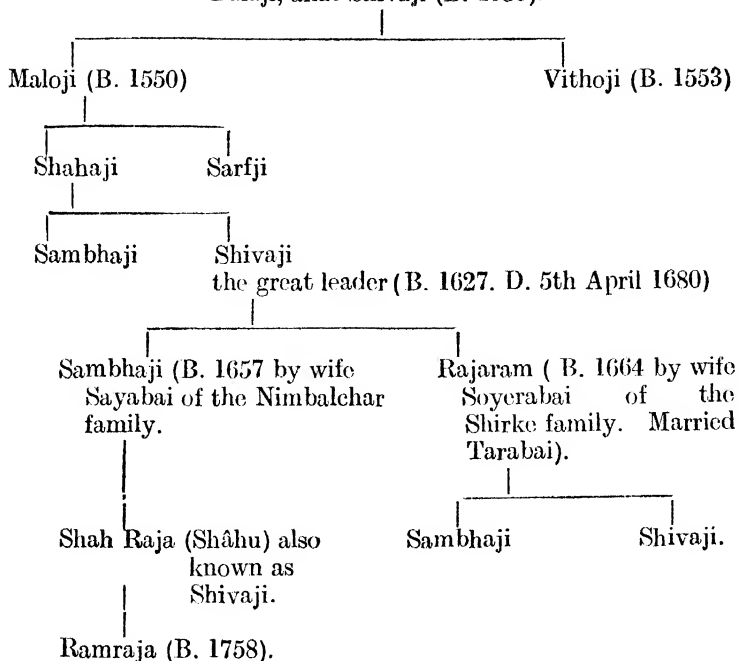 Maloji (B. 1550) Vithoji (B. 1553)
Shahaji Sarfji
Sambhaji Shivaji
the great leader (B. 1627. D. 5th April 1680)
Sambhaji (B. 1657 by wife
Sayabai of the Nimbalchar
family.
Rajaram ( B. 1664 by wife
Soyerabai of the
Shirke family. Married
Tarabai).
Shah Raja (Shâhu) also
known as
Shivaji.
Sambhaji Shivaji.
Ramraja (B. 1758).